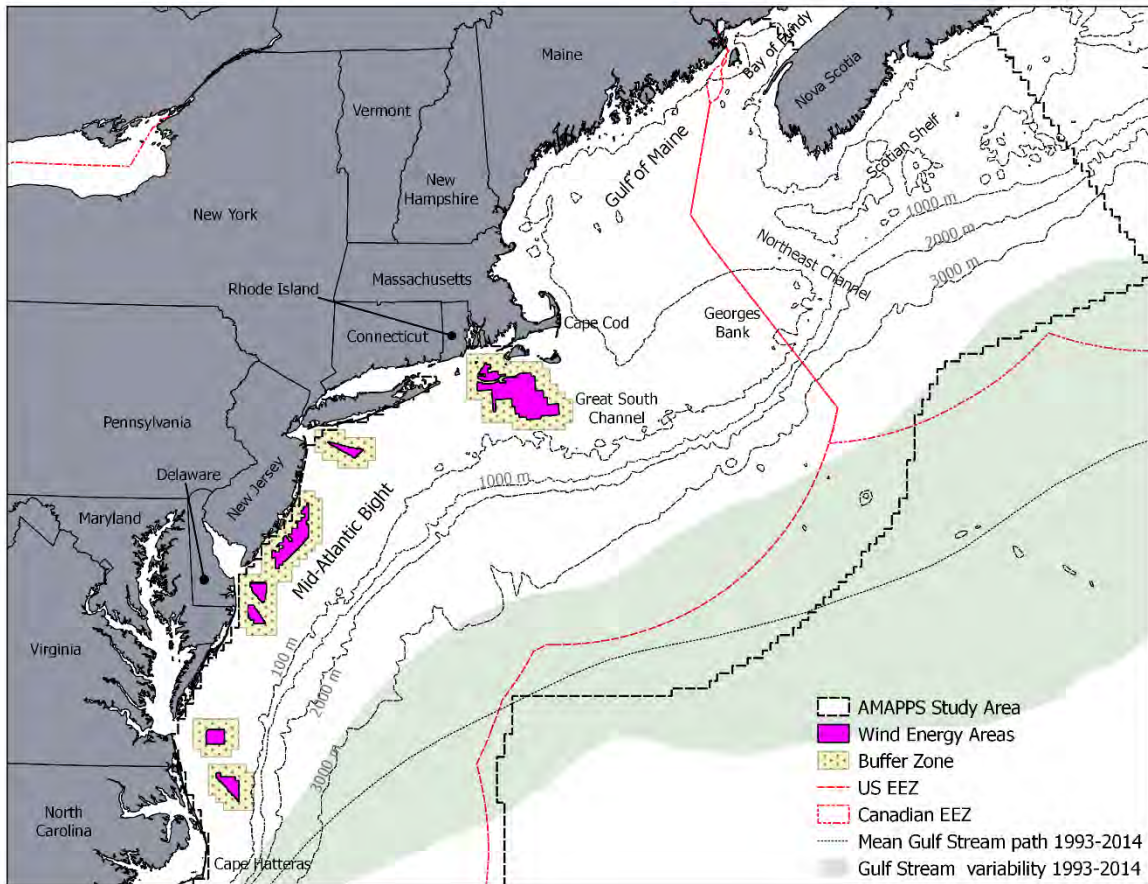 Maine
Bay of Fundy
Nova Scotia
Vermont
Scotian Shelf
New
Hampshire
Gulf of Maine
New York
1000 m
2000 m
Northeast Channel
3000 m
Massachusetts
Rhode Island
Georges
Bank
Cape Cod
Connecticut
Great South
Channel
Pennsylvania
Delaware
New Jersey
1000 m
Maryland
Mid-Atlantic Bight
Virginia
100 m
2000 m
3000 m
North
Carolina
Cape Hatteras
AMAPPS Study Area
Wind Energy Areas
Buffer Zone
US EEZ
Canadian EEZ
Mean Gulf Stream path 1993-2014
Gulf Stream variability 1993-2014